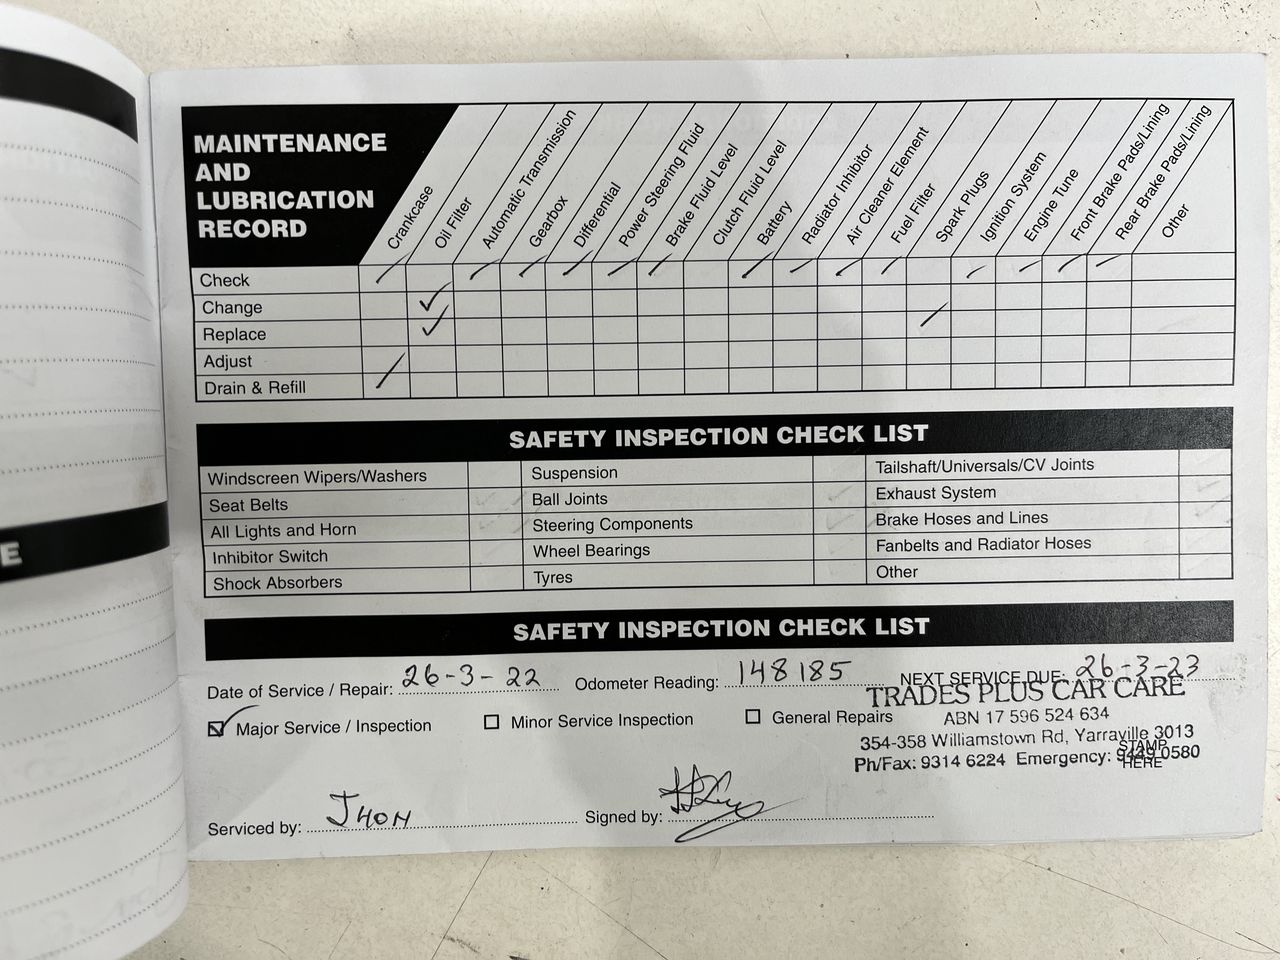 MAINTENANCE
AND
LUBRICATION
RECORD
Crankcase
Oil Filter
Automatic Transmission
Gearbox
Differential
Power Steering Fluid
Brake Fluid Level
Clutch Fluid Level
Battery
Radiator Inhibitor
Air Cleaner Element
Fuel Filter
Spark Plugs
Ignition System
Engine Tune
Front Brake Pads/Lining
Rear Brake Pads/Lining
Other
Check
Change
Replace
Adjust
Drain & Refill
SAFETY INSPECTION CHECK LIST
Windscreen Wipers/Washers Suspension Tailshaft/Universals/CV Joints
Seat Belts Ball Joints Exhaust System
All Lights and Horn Steering Components Brake Hoses and Lines
Inhibitor Switch Wheel Bearings Fanbelts and Radiator Hoses
Shock Absorbers Tyres Other
E
SAFETY INSPECTION CHECK LIST
Date of Service / Repair: 26-3-22 Odometer Reading: 148185 NEXT SERVICE DUE: 26-3-23
TRADES PLUS CAR CARE
Major Service / Inspection Minor Service Inspection General Repairs
ABN 17 596 524 634
354-358 Williamstown Rd, Yarraville 3013
STAMP
Ph/Fax: 9314 6224 Emergency: 9449 0580
HERE
Serviced by: JHON Signed by: